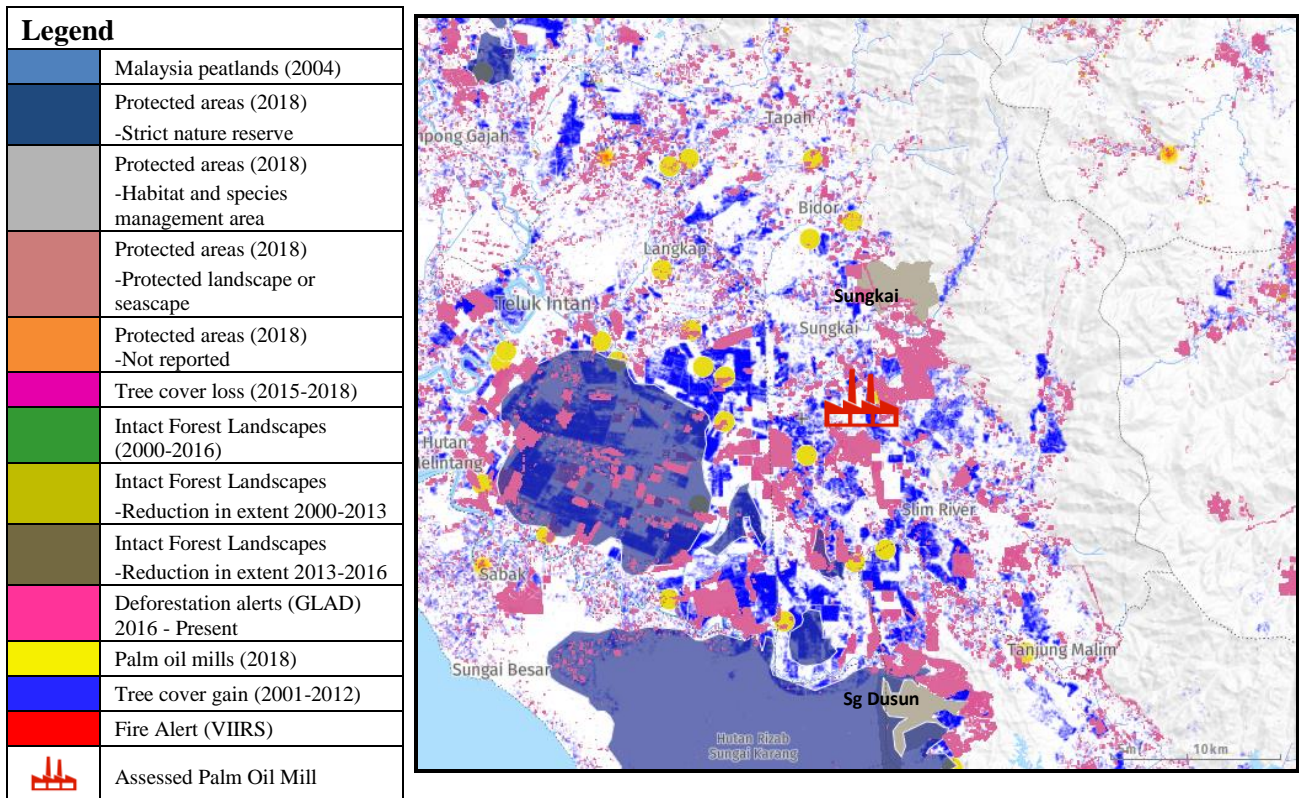 Legend
Malaysia peatlands (2004)
Protected areas (2018)
-Strict nature reserve
Protected areas (2018)
-Habitat and species
management area
Protected areas (2018)
-Protected landscape or
seascape
Protected areas (2018)
-Not reported
Tree cover loss (2015-2018)
Intact Forest Landscapes
(2000-2016)
Intact Forest Landscapes
-Reduction in extent 2000-2013
Intact Forest Landscapes
-Reduction in extent 2013-2016
Deforestation alerts (GLAD)
2016 - Present
Palm oil mills (2018)
Tree cover gain (2001-2012)
Fire Alert (VIIRS)
Assessed Palm Oil Mill
Tapah
pong Gajah
Bidor
Langkap
Sungkai
Teluk Intan
Sungkai
Hutan
elintang
Slim River
Sabak
Tanjung Malim
Sungai Besar
Sg Dusun
Hutan Rizab
Sungai Karang
5mi
10km